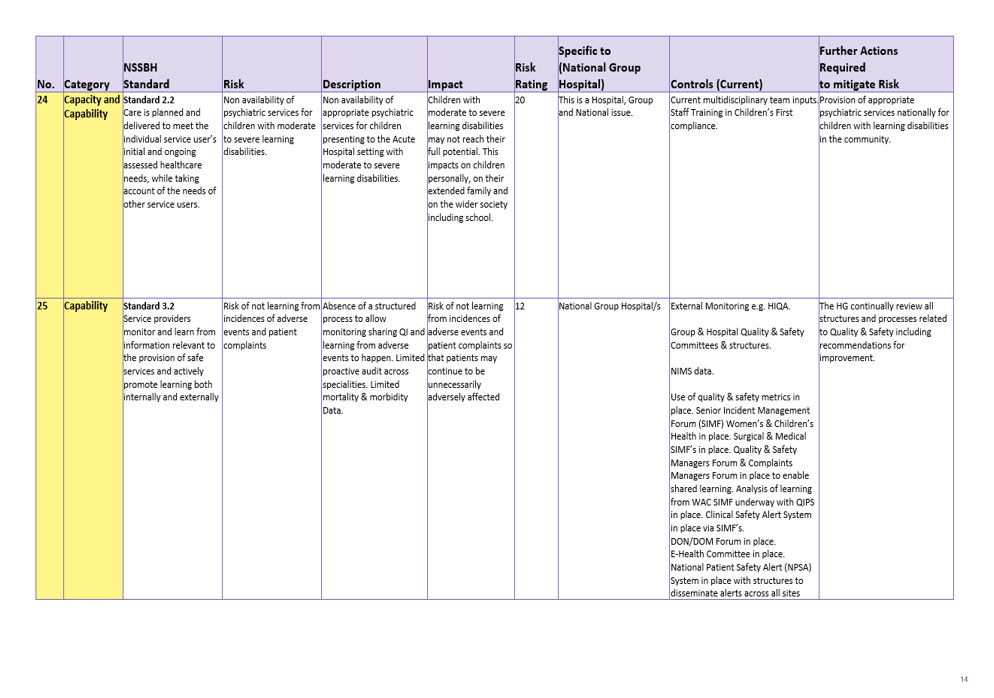 No.
Category
NSSBH
Standard
Risk
Description
Impact
Risk
Rating
Specific to
(National Group
Hospital)
Controls (Current)
Further Actions
Required
to mitigate Risk
24
Capacity and
Capability
Standard 2.2
Care is planned and
delivered to meet the
individual service user's
initial and ongoing
assessed healthcare
needs, while taking
account of the needs of
other service users.
Non availability of
psychiatric services for
children with moderate
to severe learning
disabilities.
Non availability of
appropriate psychiatric
services for children
presenting to the Acute
Hospital setting with
moderate to severe
learning disabilities.
Children with
moderate to severe
learning disabilities
may not reach their
full potential. This
impacts on children
personally, on their
extended family and
on the wider society
including school.
20
This is a Hospital, Group
and National issue.
Current multidisciplinary team inputs.
Staff Training in Children's First
compliance.
Provision of appropriate
psychiatric services nationally for
children with learning disabilities
in the community.
25
Capability
Standard 3.2
Service providers
monitor and learn from
information relevant to
the provision of safe
services and actively
promote learning both
internally and externally
Risk of not learning from
incidences of adverse
events and patient
complaints
Absence of a structured
process to allow
monitoring sharing QI and
learning from adverse
events to happen. Limited
proactive audit across
specialities. Limited
mortality & morbidity
Data.
Risk of not learning
from incidences of
adverse events and
patient complaints so
that patients may
continue to be
unnecessarily
adversely affected
12
National Group Hospital/s
External Monitoring e.g. HIQA.
Group & Hospital Quality & Safety
Committees & structures.
NIMS data.
Use of quality & safety metrics in
place. Senior Incident Management
Forum (SIMF) Women's & Children's
Health in place. Surgical & Medical
SIMF's in place. Quality & Safety
Managers Forum & Complaints
Managers Forum in place to enable
shared learning. Analysis of learning
from WAC SIMF underway with QIPS
in place. Clinical Safety Alert System
in place via SIMF's.
DON/DOM Forum in place.
E-Health Committee in place.
National Patient Safety Alert (NPSA)
System in place with structures to
disseminate alerts across all sites
The HG continually review all
structures and processes related
to Quality & Safety including
recommendations for
improvement.
14